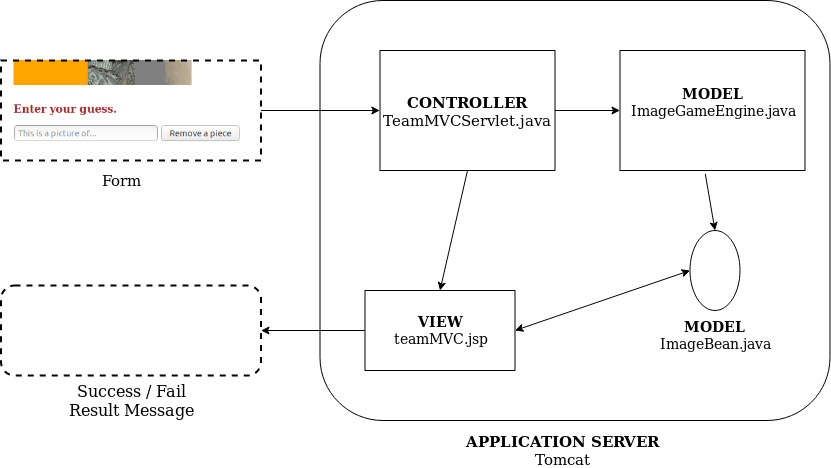 Enter your guess.
This is a picture of...
Remove a piece
Form
CONTROLLER
TeamMVCServlet.java
MODEL
ImageGameEngine.java
VIEW
teamMVC.jsp
MODEL
ImageBean.java
Success / Fail
Result Message
APPLICATION SERVER
Tomcat